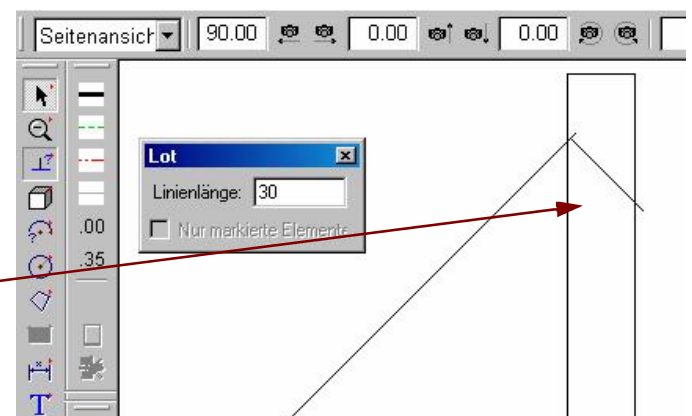 Seitenansich 90.00 0.00 0.00
Lot
Linienlänge: 30
Nur markierte Elemente
.00
.35
T